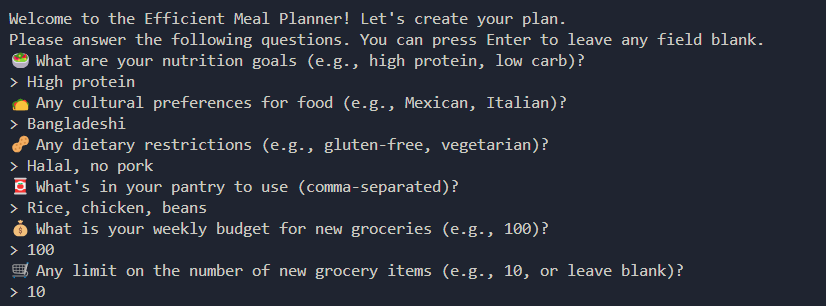 Welcome to the Efficient Meal Planner! Let's create your plan.
Please answer the following questions. You can press Enter to leave any field blank.
🥗 What are your nutrition goals (e.g., high protein, low carb)?
> High protein
🌮 Any cultural preferences for food (e.g., Mexican, Italian)?
> Bangladeshi
🥜 Any dietary restrictions (e.g., gluten-free, vegetarian)?
> Halal, no pork
🥫 What's in your pantry to use (comma-separated)?
> Rice, chicken, beans
💰 What is your weekly budget for new groceries (e.g., 100)?
> 100
🛒 Any limit on the number of new grocery items (e.g., 10, or leave blank)?
> 10